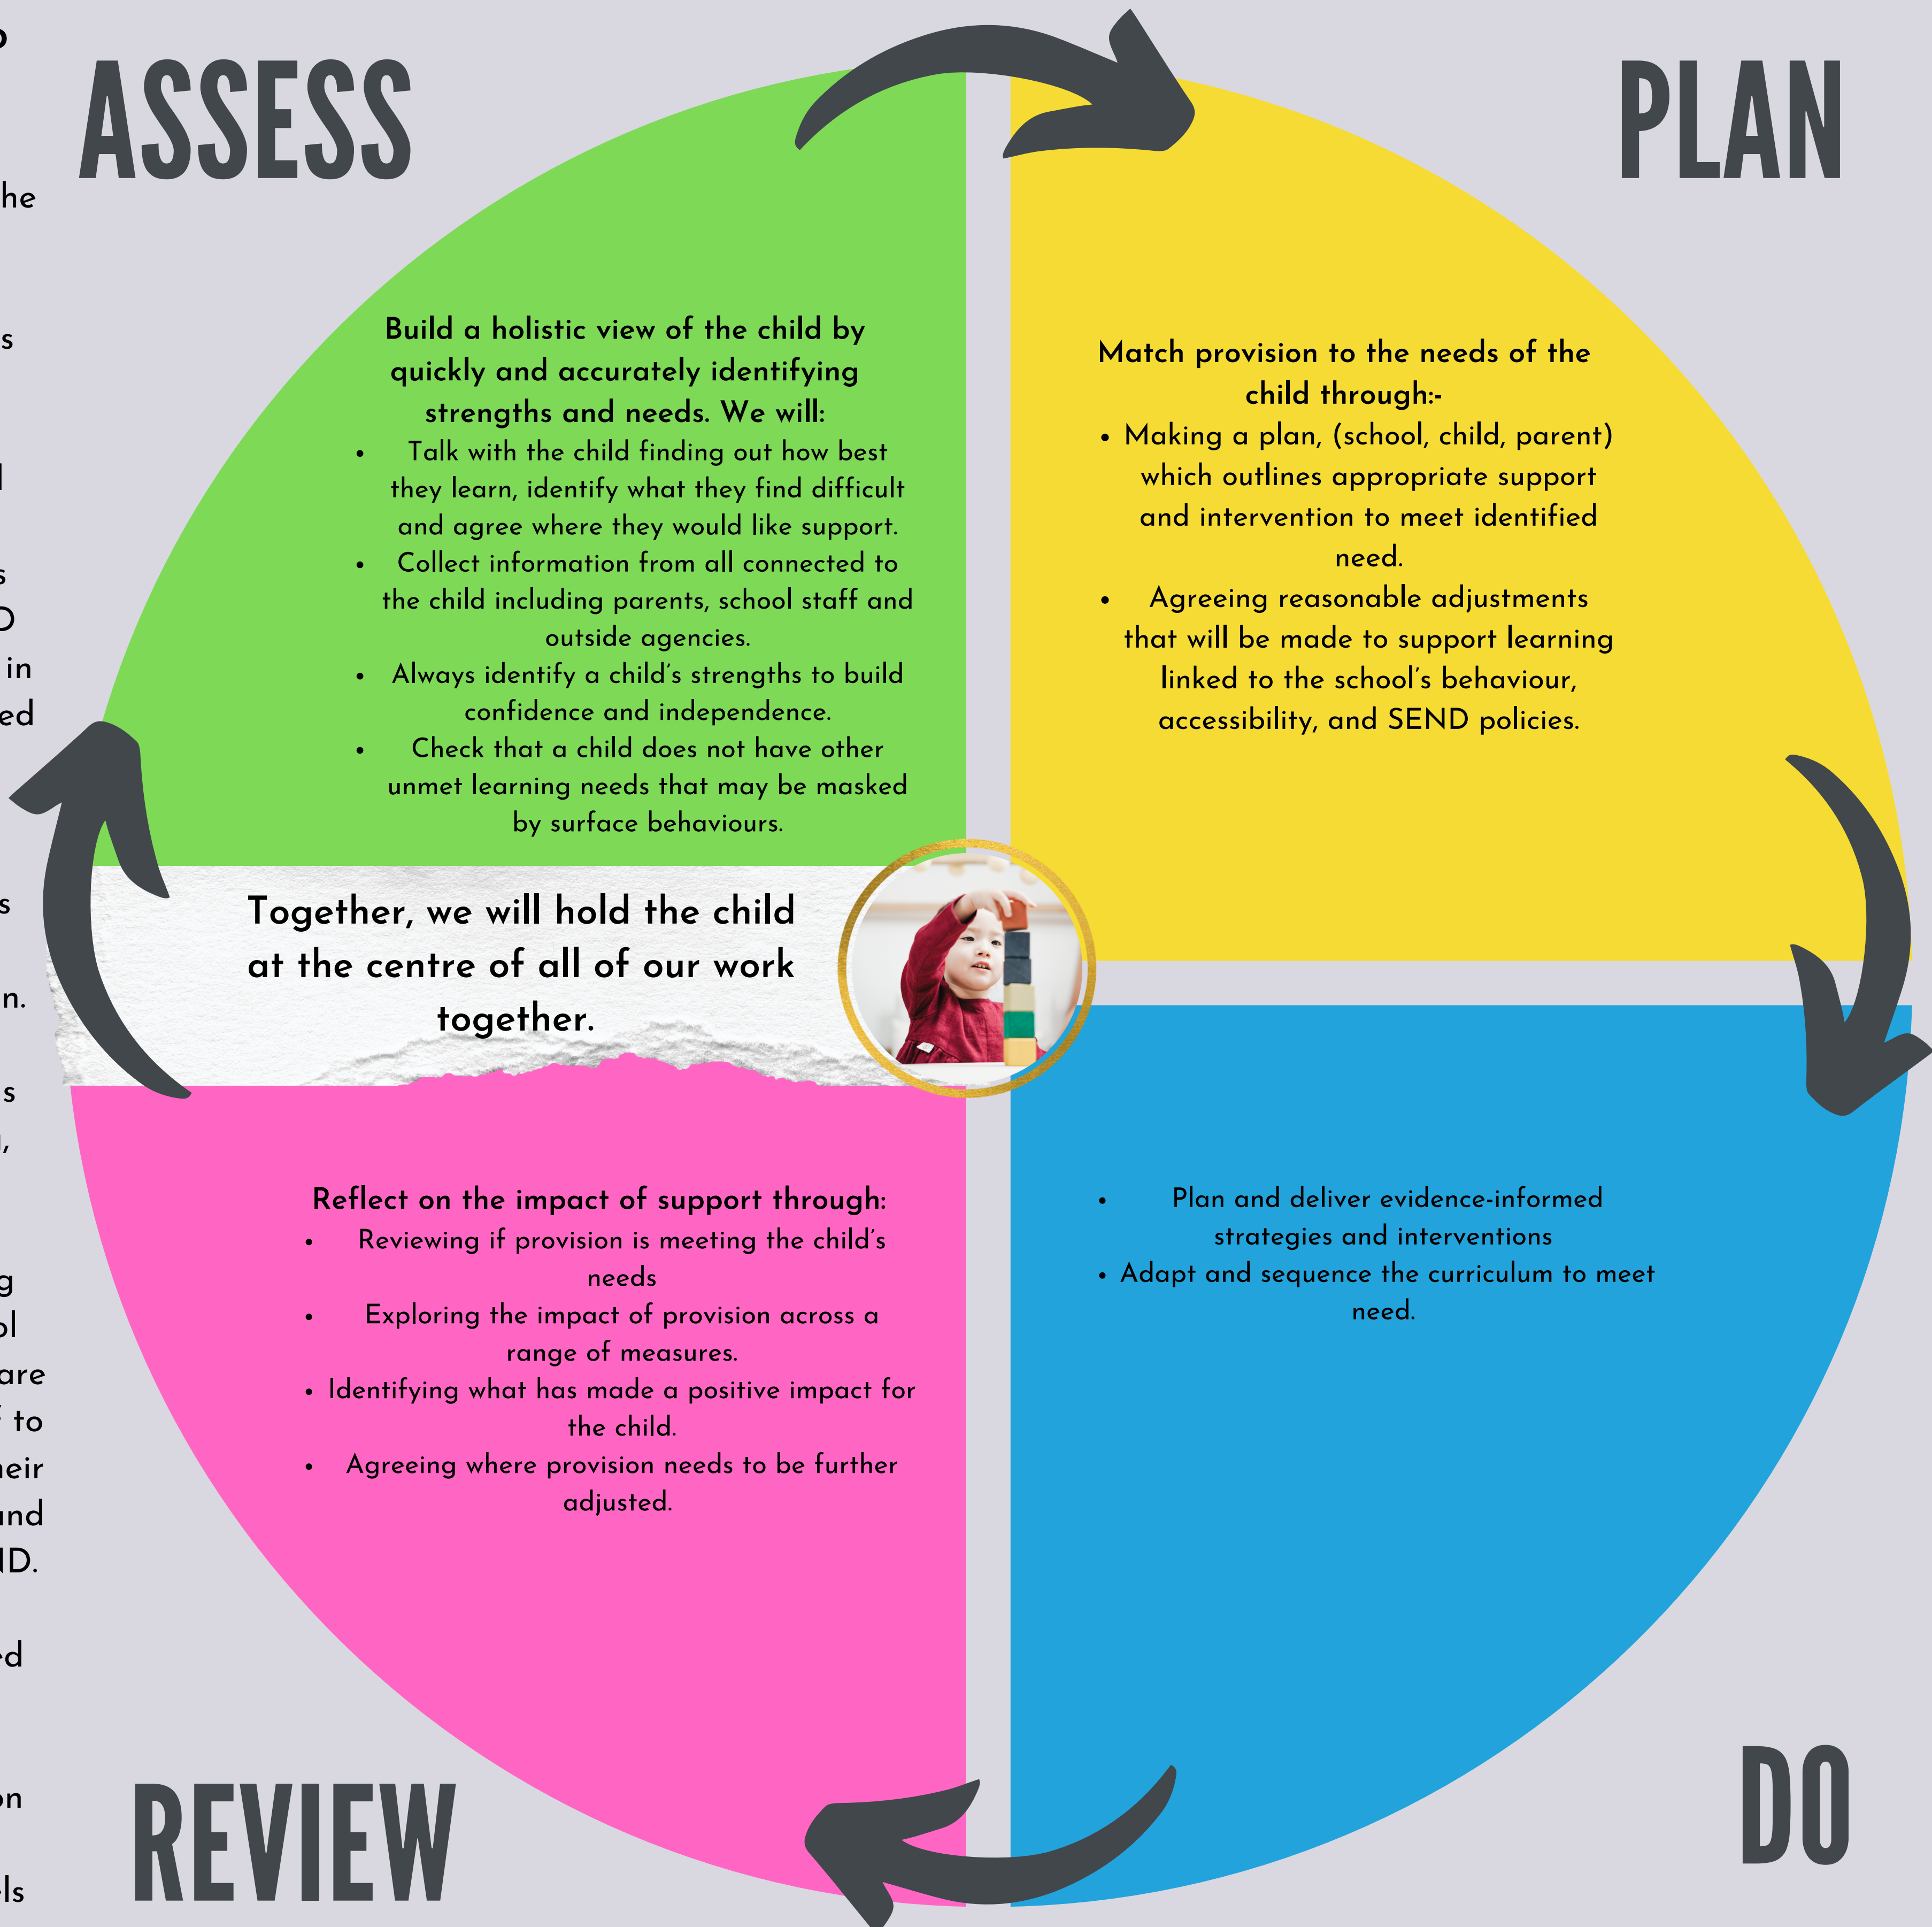 he
s
s
in
ed
s
n.
s
g
are
to
and
ed
on
ASSESS
Build a holistic view of the child by
quickly and accurately identifying
strengths and needs. We will:
• Talk with the child finding out how best
they learn, identify what they find difficult
and agree where they would like support.
• Collect information from all connected to
the child including parents, school staff and
outside agencies.
• Always identify a child's strengths to build
confidence and independence.
• Check that a child does not have other
unmet learning needs that may be masked
by surface behaviours.
PLAN
Match provision to the needs of the
child through:-
• Making a plan, (school, child, parent)
which outlines appropriate support
and intervention to meet identified
need.
• Agreeing reasonable adjustments
that will be made to support learning
linked to the school's behaviour,
accessibility, and SEND policies.
Together, we will hold the child
at the centre of all of our work
together.
• Plan and deliver evidence-informed
strategies and interventions
• Adapt and sequence the curriculum to meet
need.
DO
Reflect on the impact of support through:
• Reviewing if provision is meeting the child's
needs
• Exploring the impact of provision across a
range of measures.
• Identifying what has made a positive impact for
the child.
• Agreeing where provision needs to be further
adjusted.
REVIEW